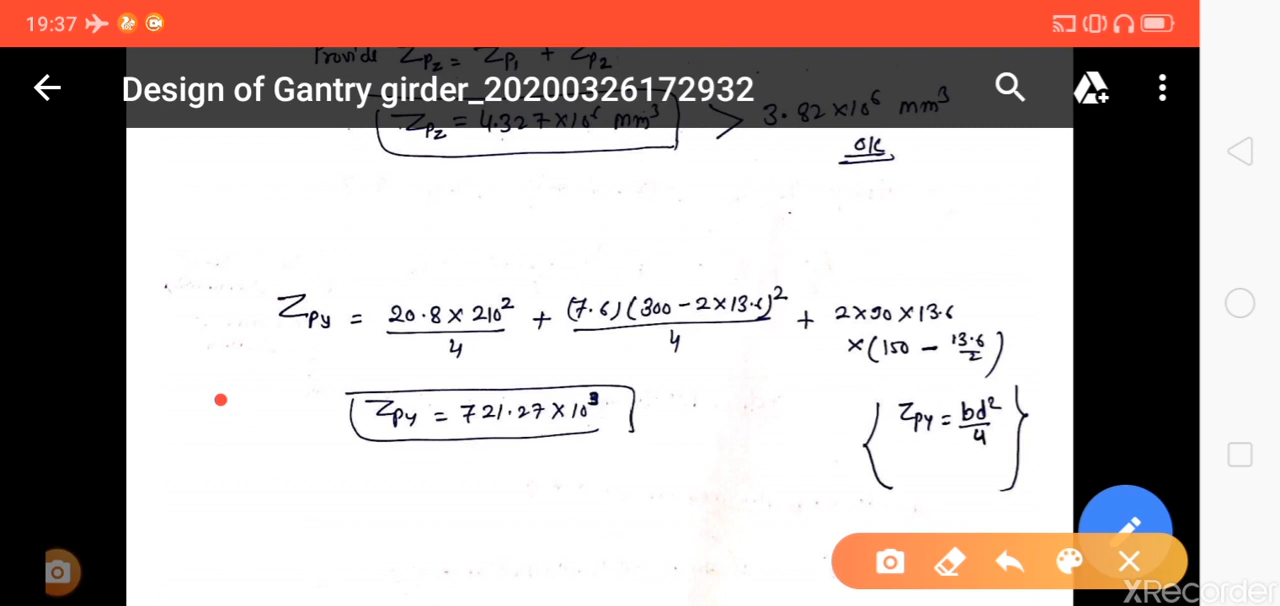 19:37
Provide Zpz = Zp1 + Zp2
Design of Gantry girder_20200326172932
Zpz = 4.327 x 10⁶ mm³ > 3.82 x 10⁶ mm³
OK
Zpy = 20.8 x 210²/4 + (7.6)(300 - 2 x 13.6)²/4 + 2 x 90 x 13.6
x (150 - 13.6/2)
Zpy = 721.27 x 10³
{ Zpy = bd²/4 }
XRecorder